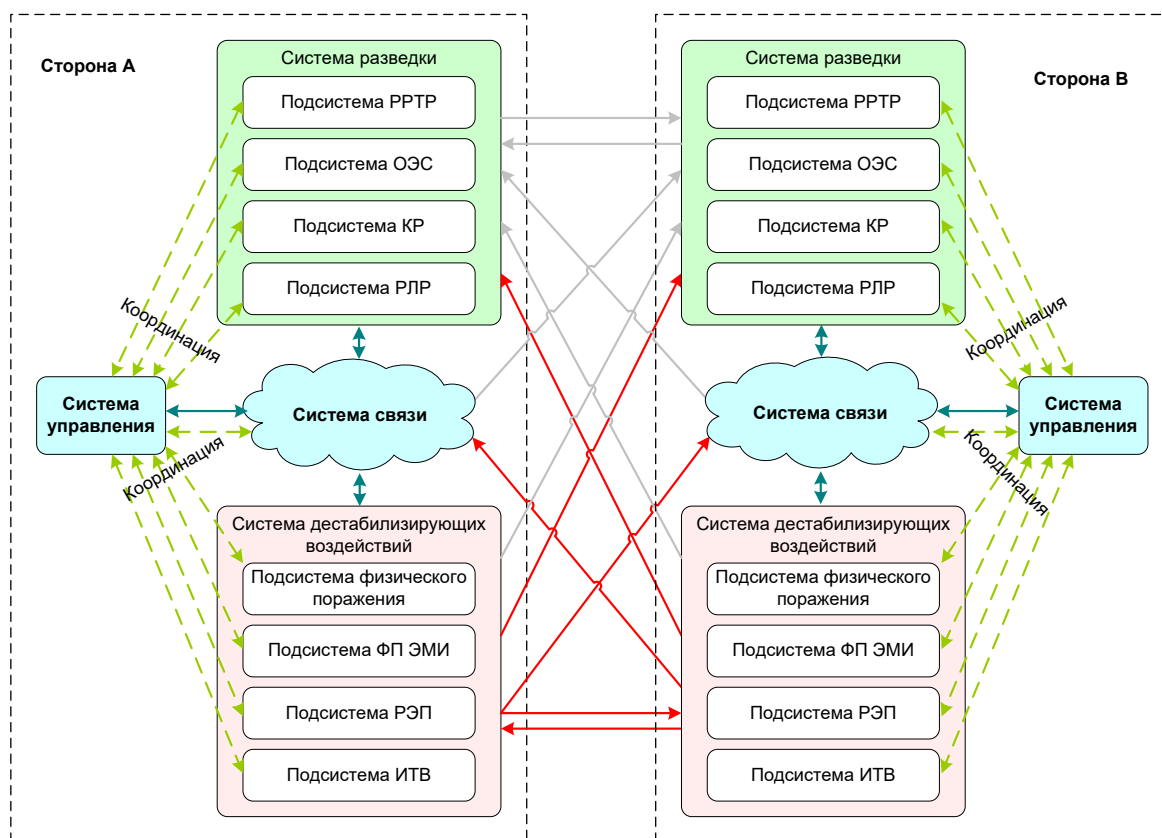 Сторона А
Система разведки
Подсистема РРТР
Подсистема ОЭС
Подсистема КР
Подсистема РЛР
Координация
Система
управления
Система связи
Координация
Система дестабилизирующих
воздействий
Подсистема физического
поражения
Подсистема ФП ЭМИ
Подсистема РЭП
Подсистема ИТВ
Сторона В
Система разведки
Подсистема РРТР
Подсистема ОЭС
Подсистема КР
Подсистема РЛР
Координация
Система связи
Система
управления
Координация
Система дестабилизирующих
воздействий
Подсистема физического
поражения
Подсистема ФП ЭМИ
Подсистема РЭП
Подсистема ИТВ